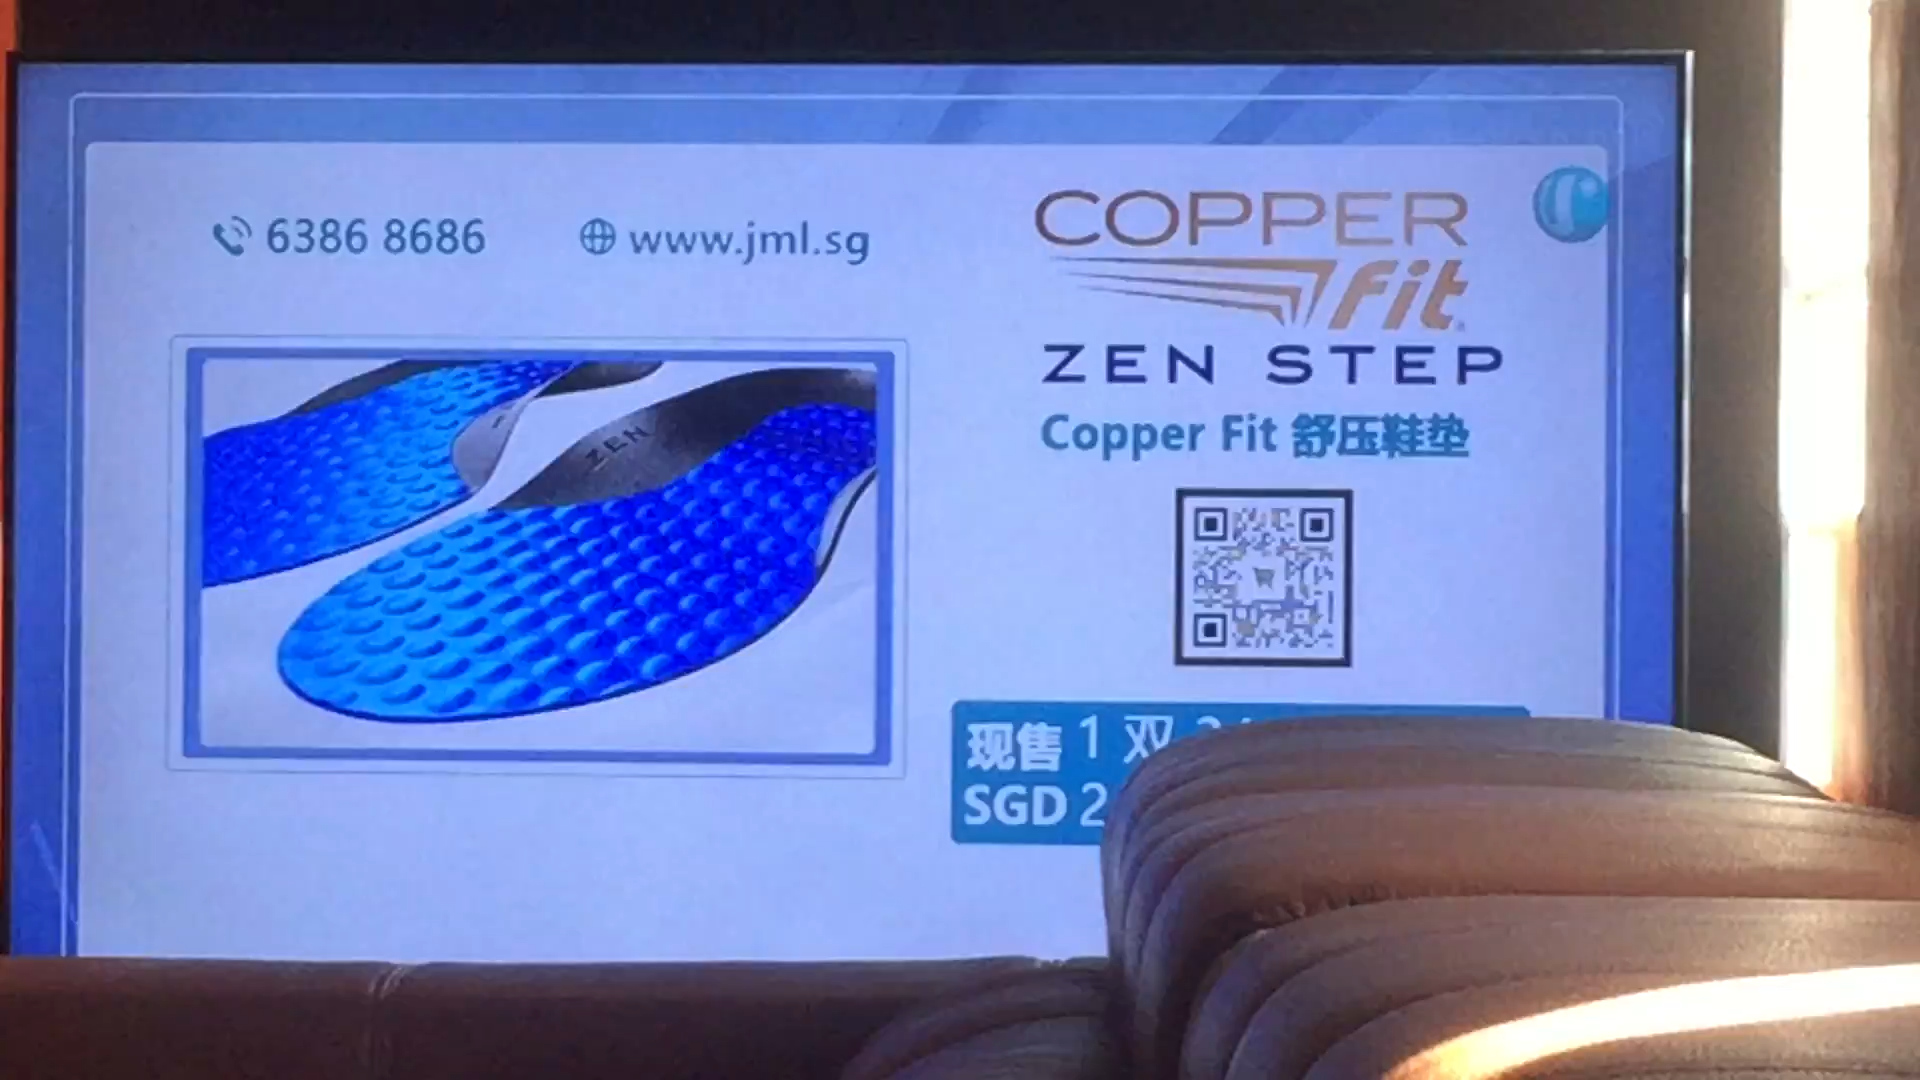 6386 8686
www.jml.sg
COPPER
fit
ZEN STEP
Copper Fit 舒压鞋垫
ZEN
现售 1 双
SGD